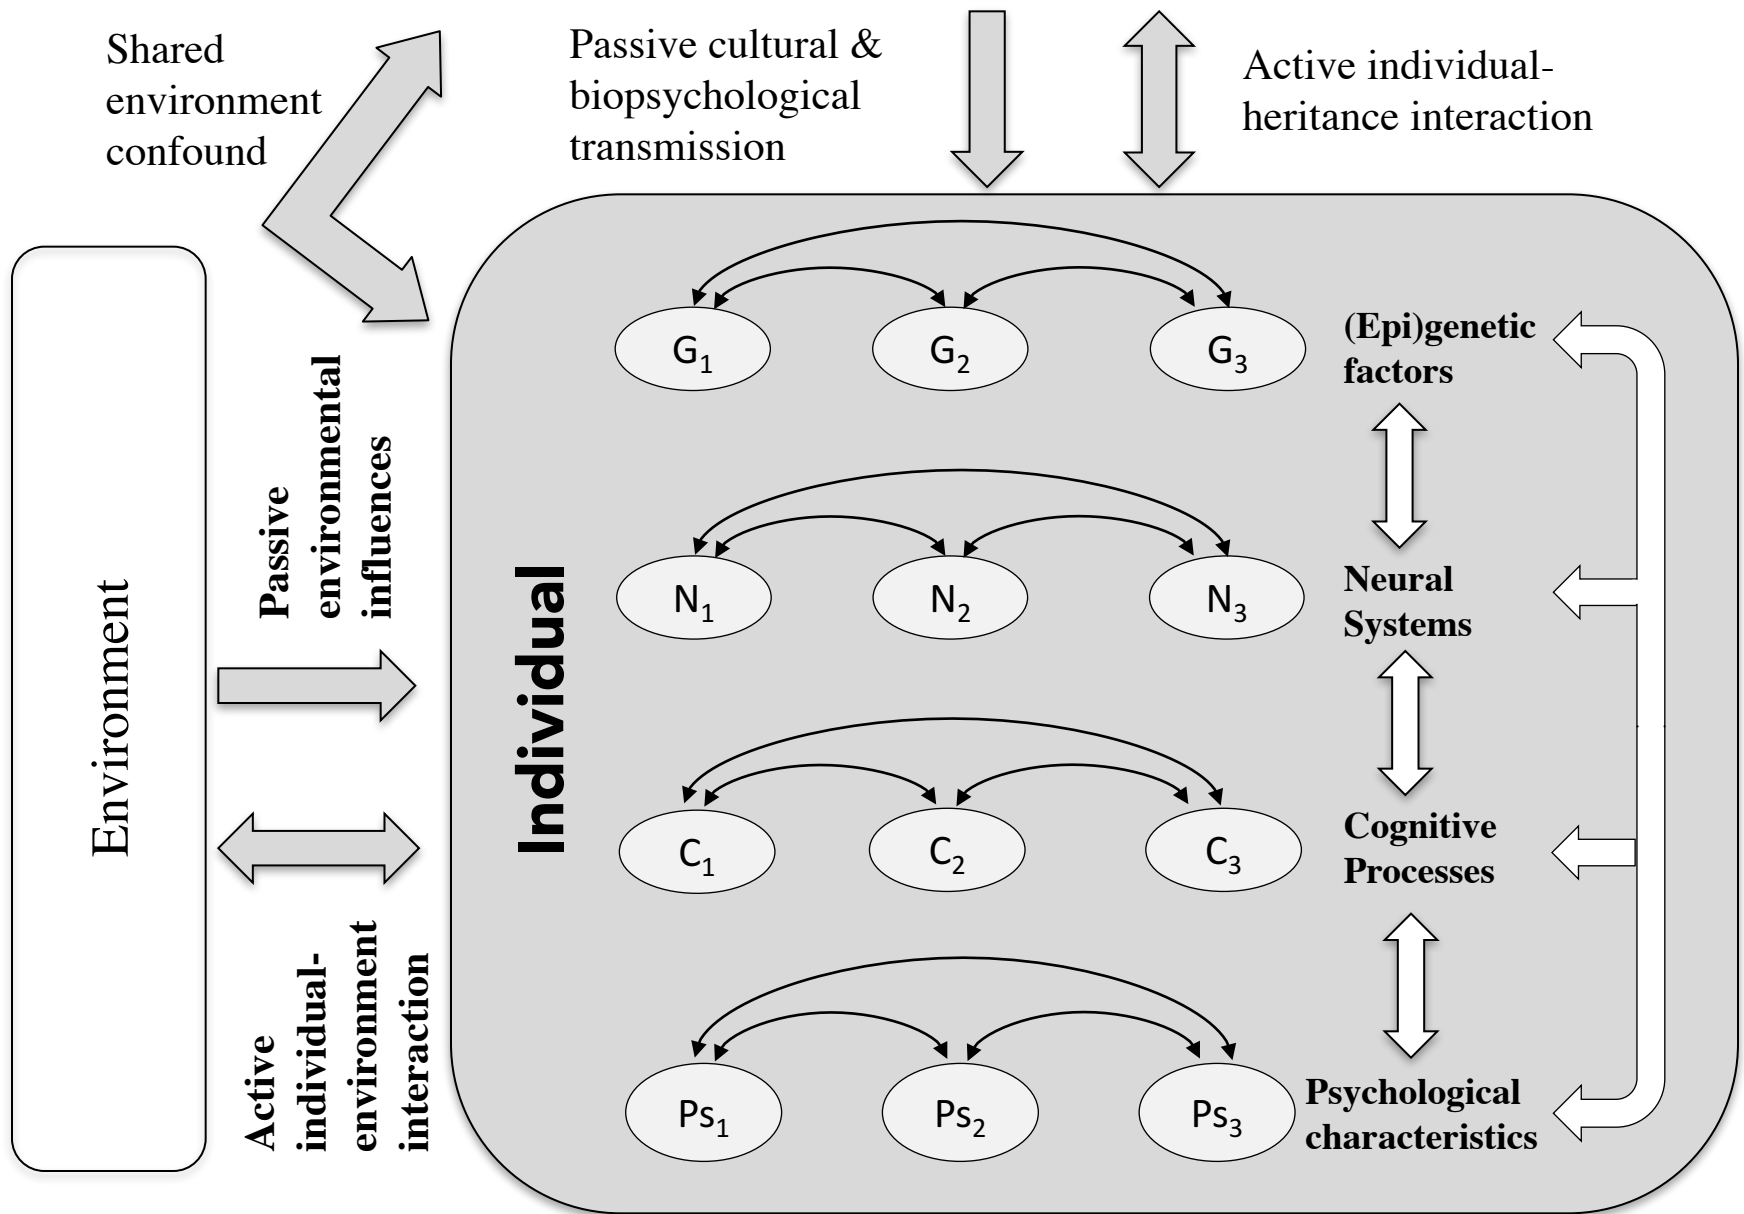 Shared
environment
confound
Passive cultural &
biopsychological
transmission
Active individual-
heritance interaction
Environment
Passive
environmental
influences
Active
individual-
environment
interaction
Individual
G1
G2
G3
(Epi)genetic
factors
N1
N2
N3
Neural
Systems
C1
C2
C3
Cognitive
Processes
Ps1
Ps2
Ps3
Psychological
characteristics